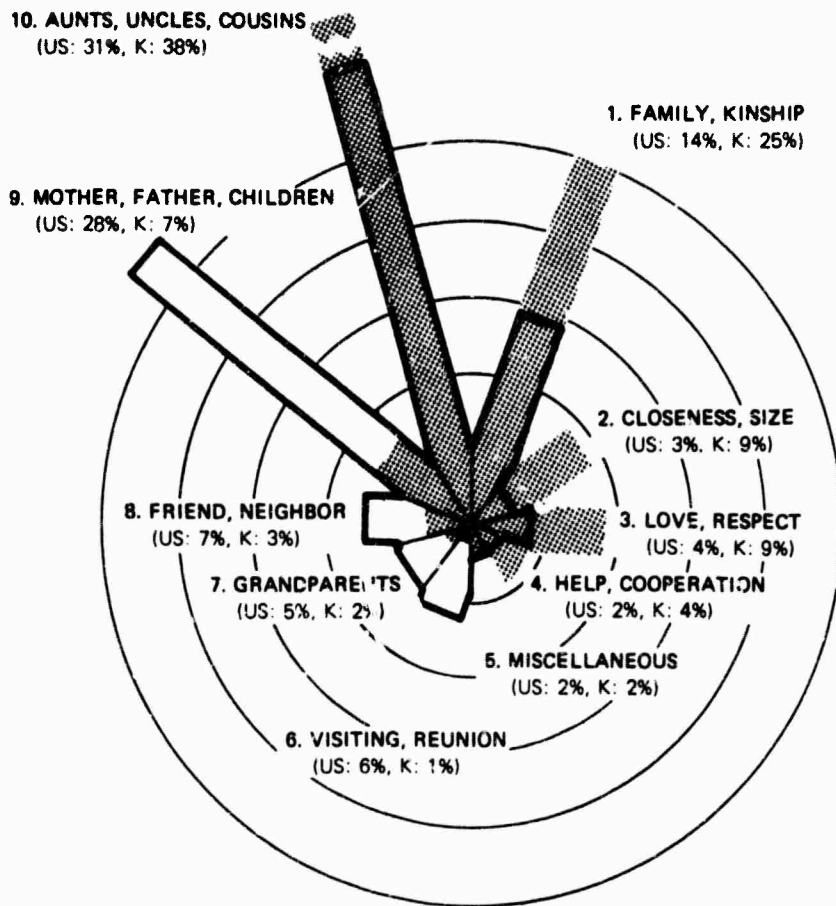 10. AUNTS, UNCLES, COUSINS
(US: 31%, K: 38%)
1. FAMILY, KINSHIP
(US: 14%, K: 25%)
9. MOTHER, FATHER, CHILDREN
(US: 28%, K: 7%)
2. CLOSENESS, SIZE
(US: 3%, K: 9%)
8. FRIEND, NEIGHBOR
(US: 7%, K: 3%)
3. LOVE, RESPECT
(US: 4%, K: 9%)
7. GRANDPARENTS
(US: 5%, K: 2%)
4. HELP, COOPERATION
(US: 2%, K: 4%)
5. MISCELLANEOUS
(US: 2%, K: 2%)
6. VISITING, REUNION
(US: 6%, K: 1%)